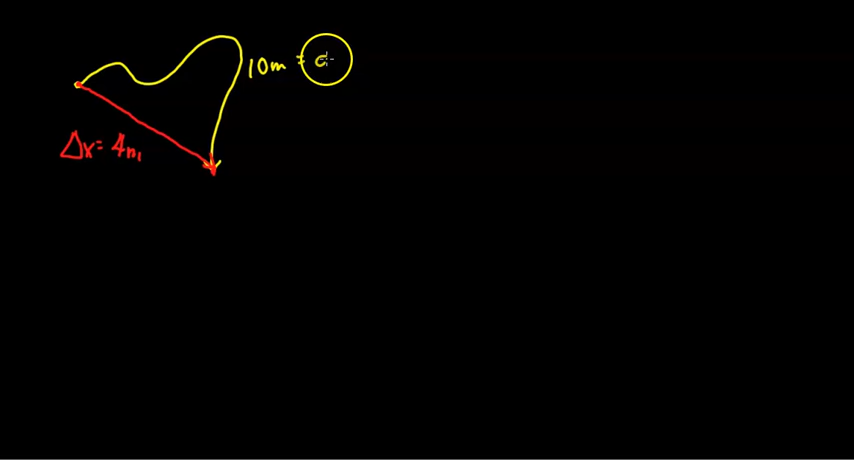 10m = d
Δx = 4m